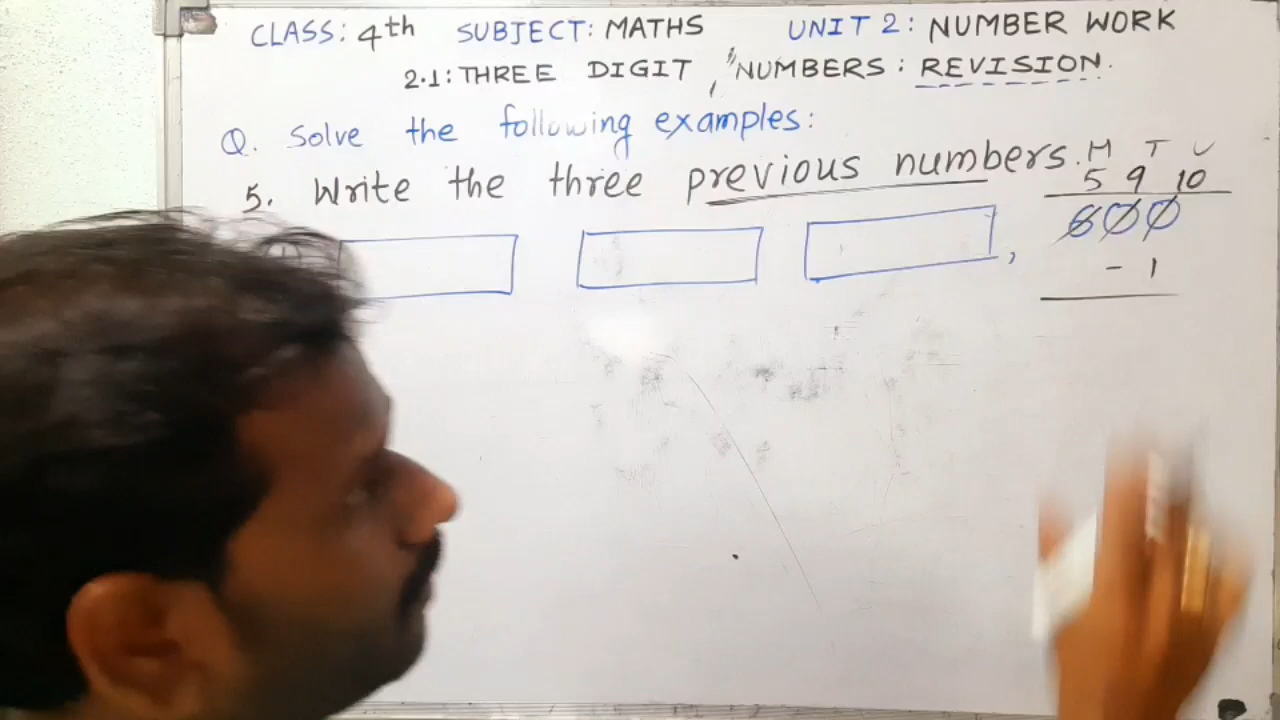 CLASS: 4th SUBJECT: MATHS UNIT 2: NUMBER WORK
2.1: THREE DIGIT NUMBERS: REVISION.
Q. Solve the following examples:
5. Write the three previous numbers.
H T U
5 9 10
600
- 1